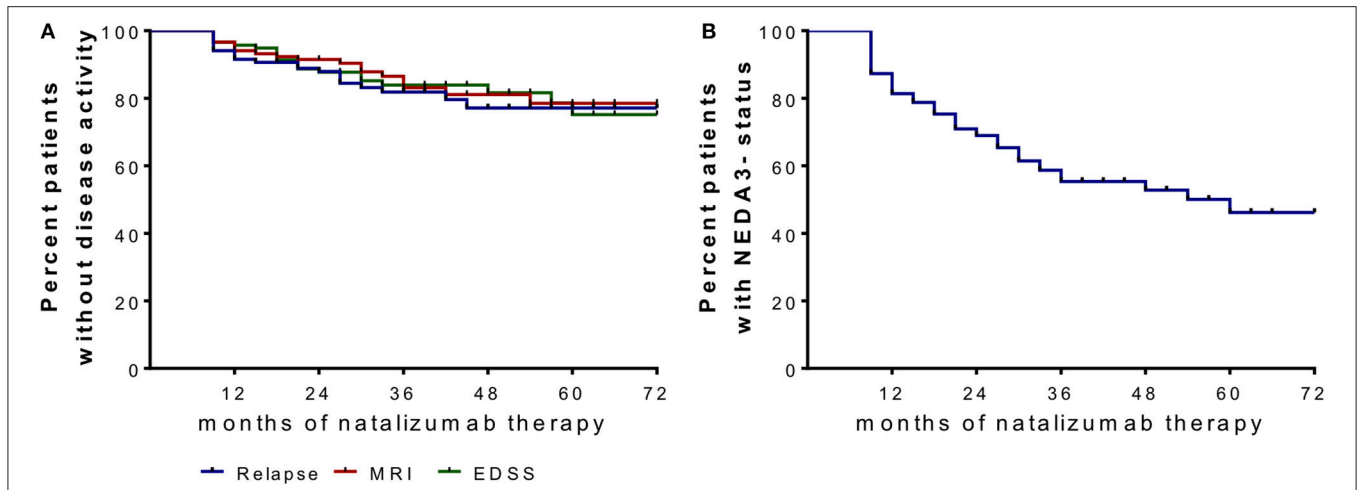 A
Percent patients
without disease activity
100
80
60
40
20
0
12 24 36 48 60 72
months of natalizumab therapy
Relapse MRI EDSS
B
Percent patients
with NEDA3- status
100
80
60
40
20
0
12 24 36 48 60 72
months of natalizumab therapy